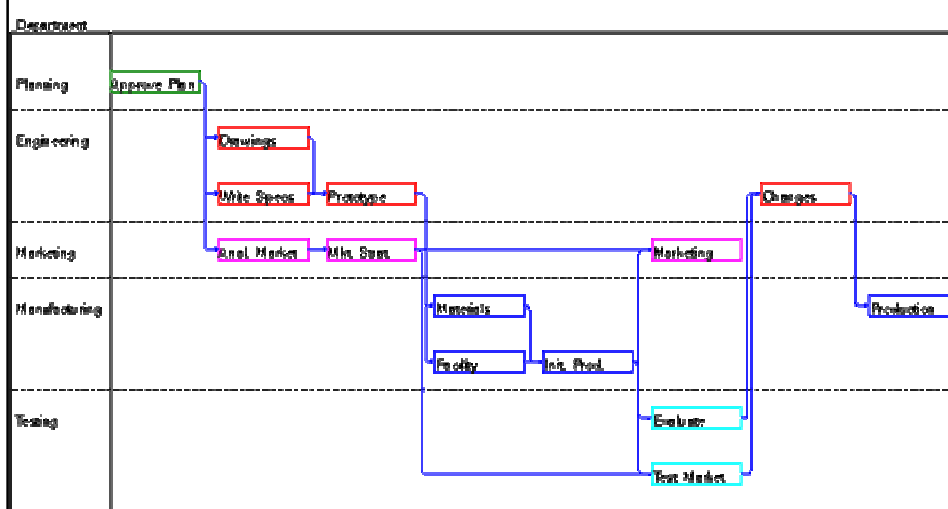 Department
Planning
Approve Plan
Engineering
Drawings
Write Specs
Prototype
Changes
Marketing
Anal. Market
Mkt. Strat.
Marketing
Manufacturing
Materials
Production
Facility
Init. Prod.
Testing
Evaluate
Test Market